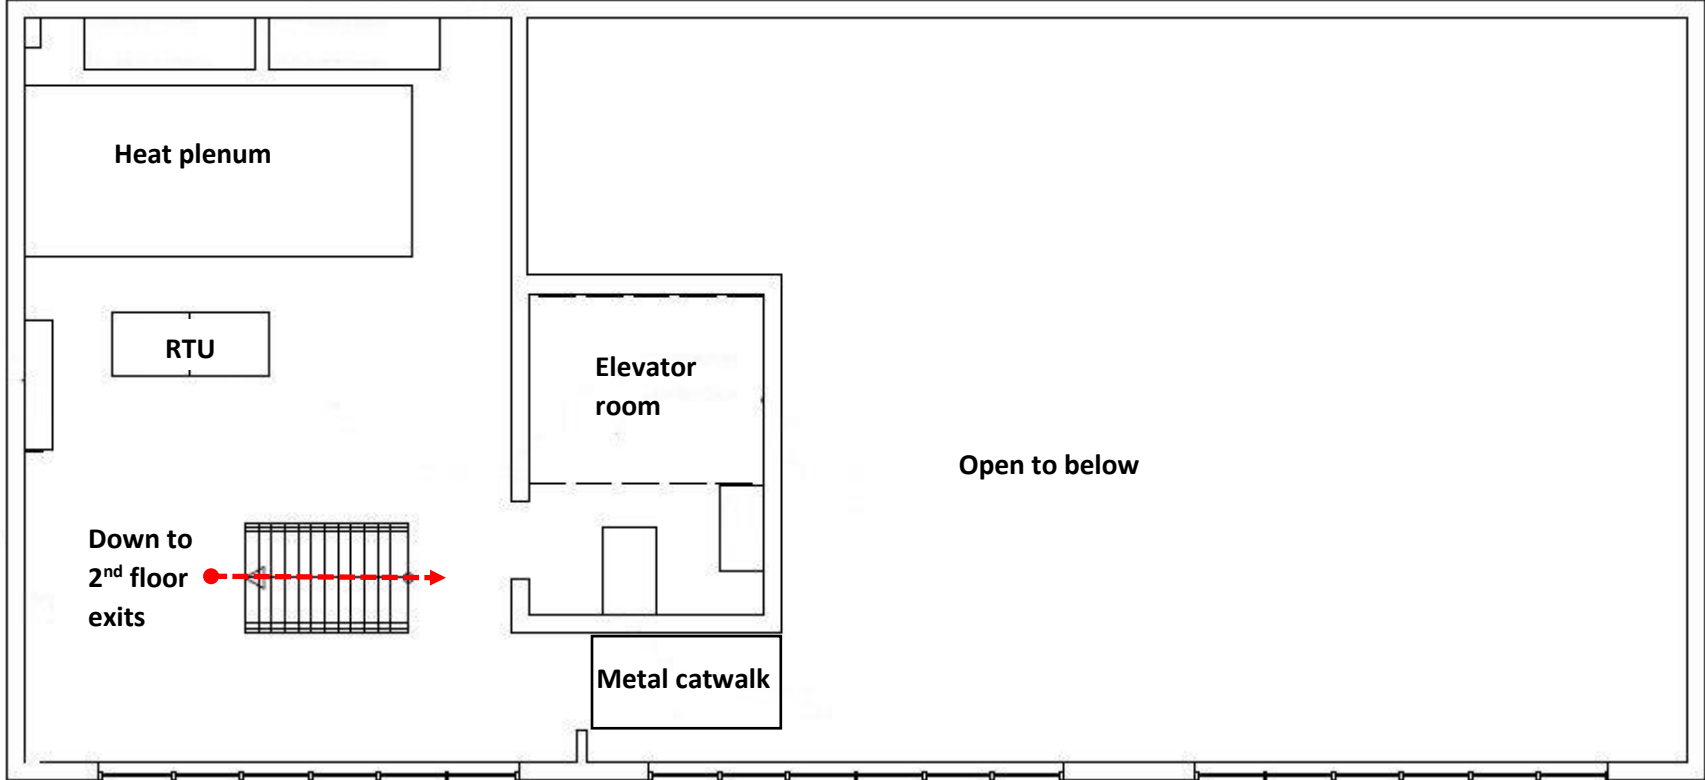 Heat plenum
RTU
Elevator
room
Open to below
Down to
2nd floor
exits
Metal catwalk